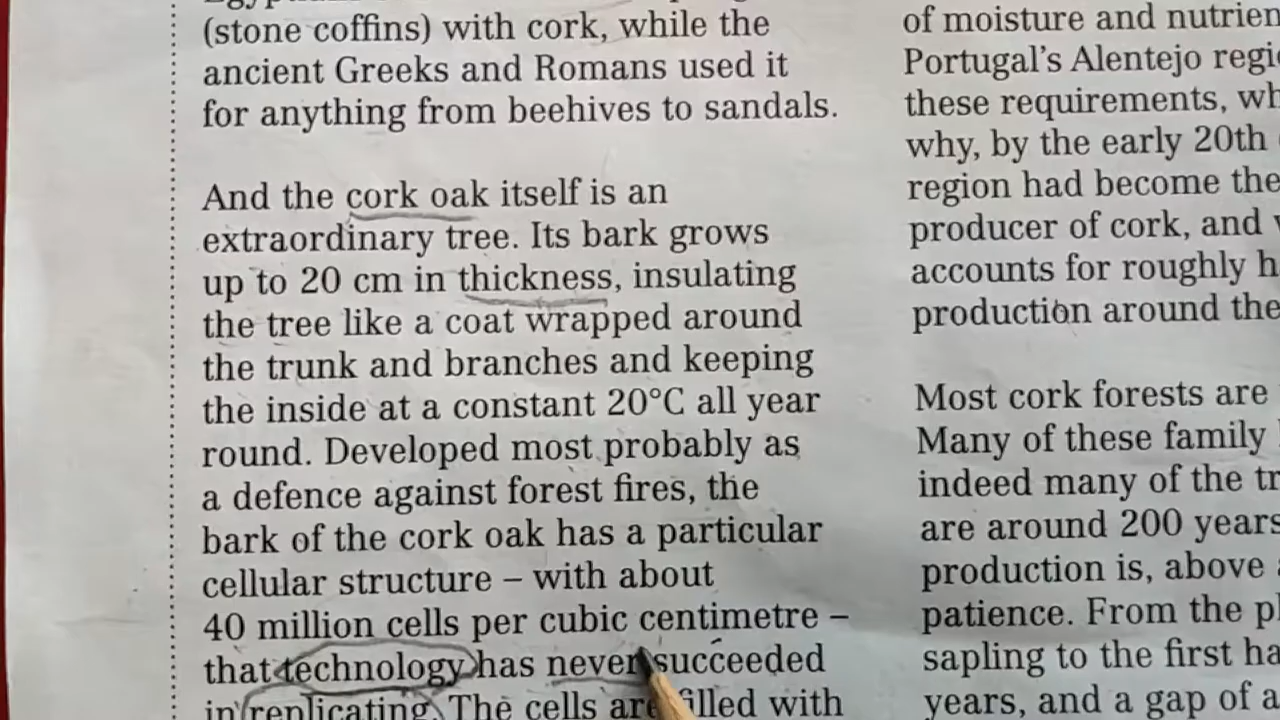 (stone coffins) with cork, while the
ancient Greeks and Romans used it
for anything from beehives to sandals.
And the cork oak itself is an
extraordinary tree. Its bark grows
up to 20 cm in thickness, insulating
the tree like a coat wrapped around
the trunk and branches and keeping
the inside at a constant 20°C all year
round. Developed most probably as
a defence against forest fires, the
bark of the cork oak has a particular
cellular structure – with about
40 million cells per cubic centimetre –
that technology has never succeeded
in replicating. The cells are filled with
of moisture and
Portugal's Alentejo
these requirements,
why, by the early 20th
region had become the
producer of cork, and
accounts for roughly
production around the
Most cork forests are
Many of these family
indeed many of the
are around 200 years
production is, above
patience. From the
sapling to the first
years, and a gap of a